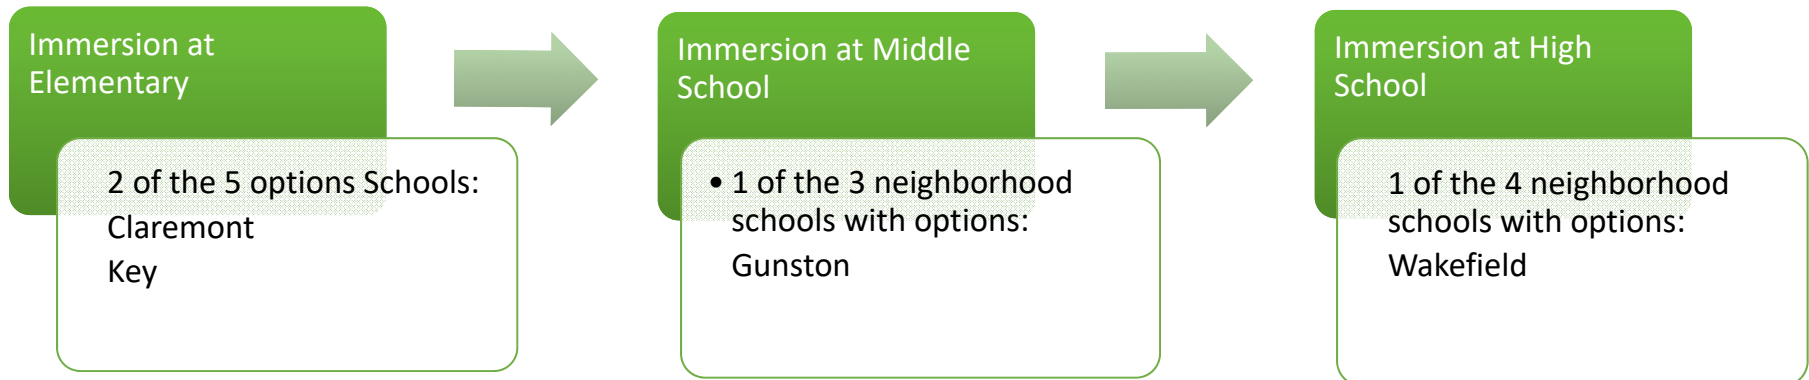 Immersion at
Elementary
2 of the 5 options Schools:
Claremont
Key
Immersion at Middle
School
• 1 of the 3 neighborhood
schools with options:
Gunston
Immersion at High
School
1 of the 4 neighborhood
schools with options:
Wakefield